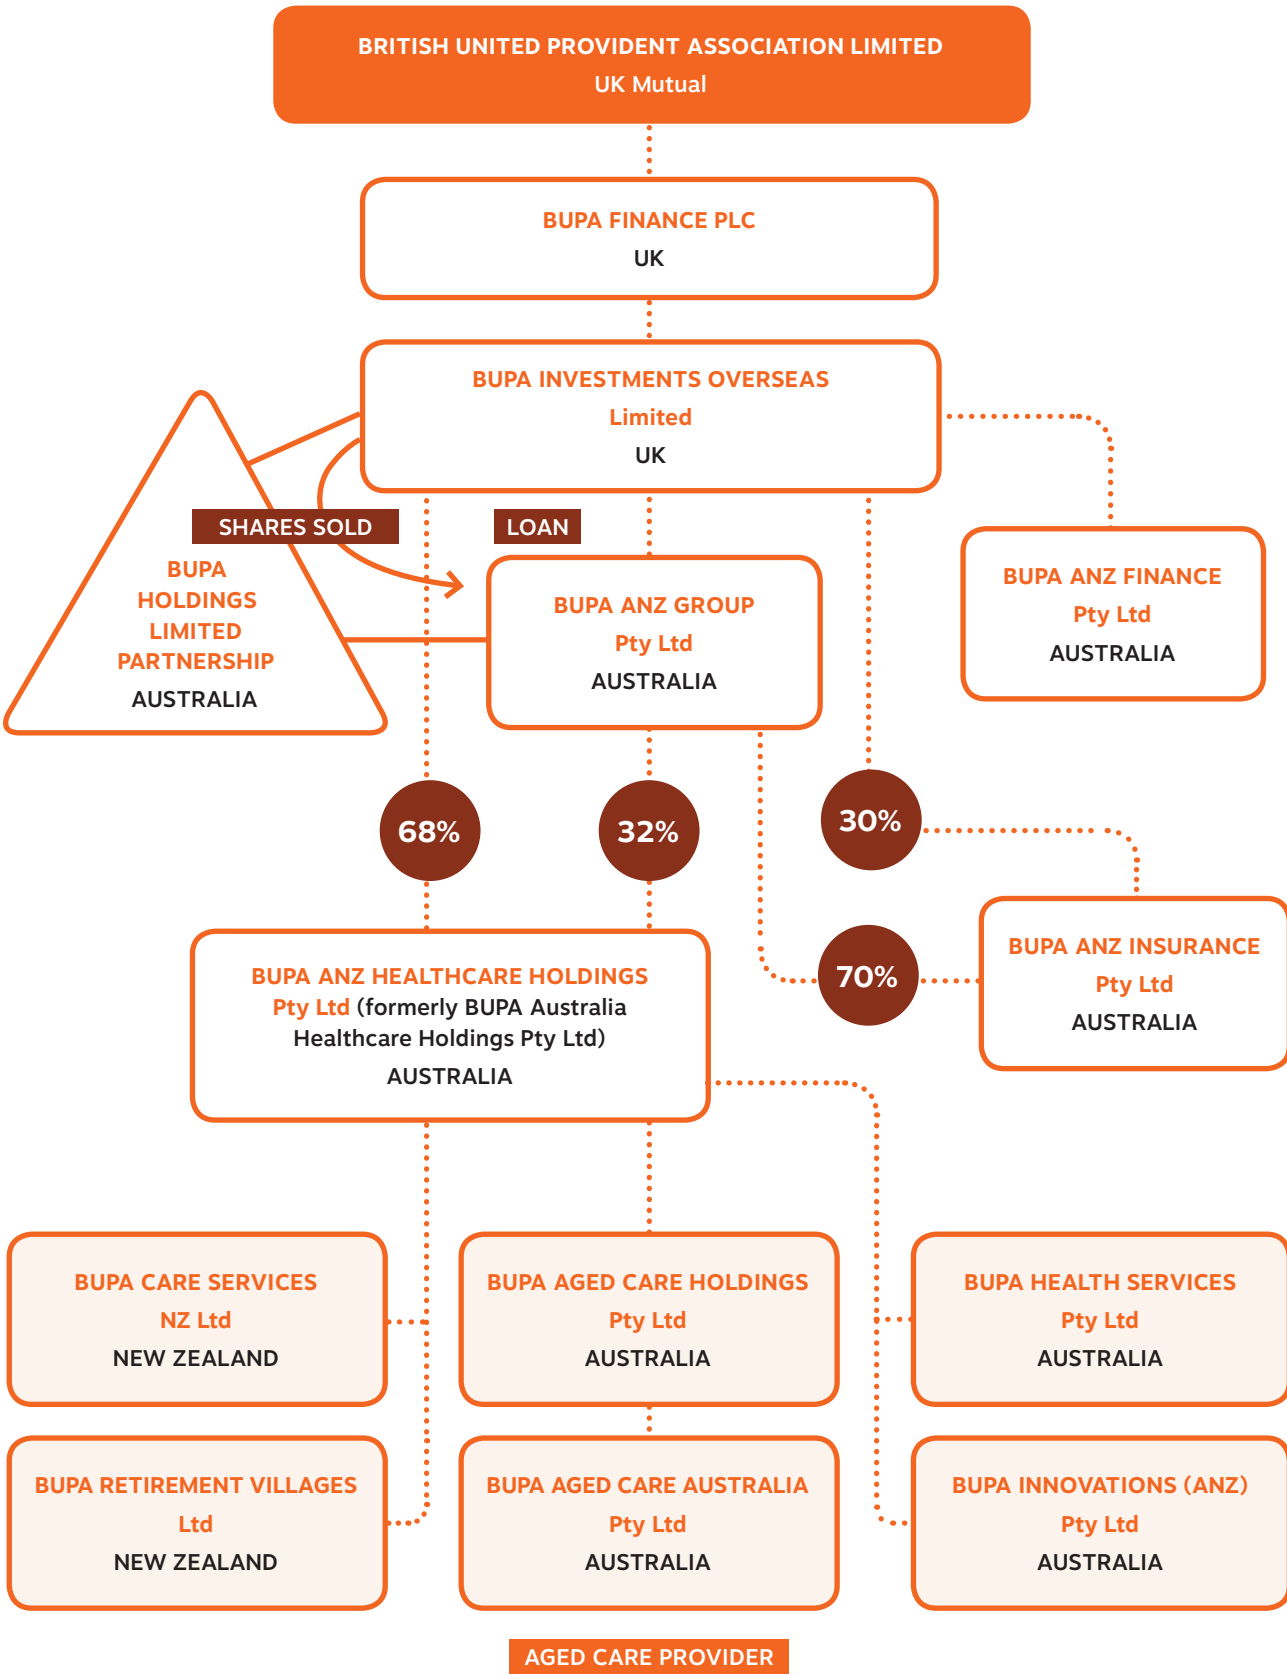 BRITISH UNITED PROVIDENT ASSOCIATION LIMITED
UK Mutual
BUPA FINANCE PLC
UK
BUPA INVESTMENTS OVERSEAS
Limited
UK
SHARES SOLD
LOAN
BUPA
HOLDINGS
LIMITED
PARTNERSHIP
AUSTRALIA
BUPA ANZ GROUP
Pty Ltd
AUSTRALIA
BUPA ANZ FINANCE
Pty Ltd
AUSTRALIA
68%
32%
30%
70%
BUPA ANZ HEALTHCARE HOLDINGS
Pty Ltd (formerly BUPA Australia
Healthcare Holdings Pty Ltd)
AUSTRALIA
BUPA ANZ INSURANCE
Pty Ltd
AUSTRALIA
BUPA CARE SERVICES
NZ Ltd
NEW ZEALAND
BUPA AGED CARE HOLDINGS
Pty Ltd
AUSTRALIA
BUPA HEALTH SERVICES
Pty Ltd
AUSTRALIA
BUPA RETIREMENT VILLAGES
Ltd
NEW ZEALAND
BUPA AGED CARE AUSTRALIA
Pty Ltd
AUSTRALIA
BUPA INNOVATIONS (ANZ)
Pty Ltd
AUSTRALIA
AGED CARE PROVIDER